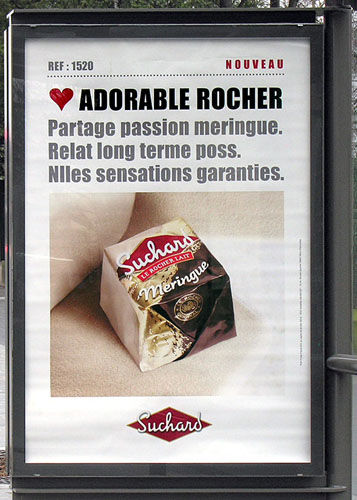 REF : 1520
NOUVEAU
ADORABLE ROCHER
Partage passion meringue.
Relat long terme poss.
Nlles sensations garanties.
Suchard
LE ROCHER LAIT
Meringue
Suchard